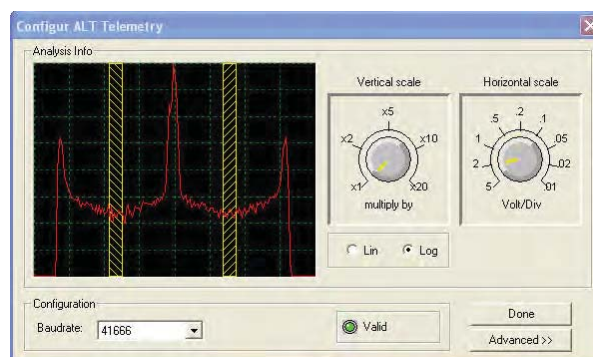 Configur ALT Telemetry
Analysis Info
Vertical scale
x1
x2
x5
x10
x20
multiply by
Horizontal scale
5
2
1
.5
.2
.1
.05
.02
.01
Volt/Div
Lin
Log
Configuration
Baudrate: 41666
Valid
Done
Advanced >>